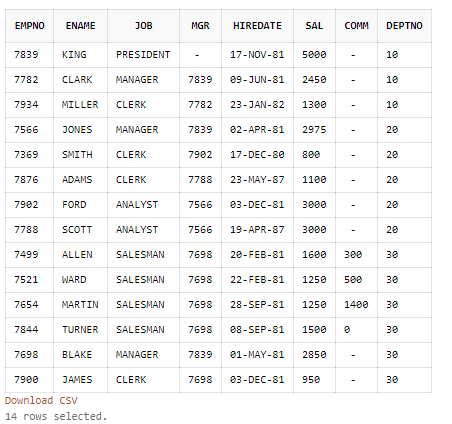 EMPNO ENAME JOB MGR HIREDATE SAL COMM DEPTNO
7839 KING PRESIDENT - 17-NOV-81 5000 - 10
7782 CLARK MANAGER 7839 09-JUN-81 2450 - 10
7934 MILLER CLERK 7782 23-JAN-82 1300 - 10
7566 JONES MANAGER 7839 02-APR-81 2975 - 20
7369 SMITH CLERK 7902 17-DEC-80 800 - 20
7876 ADAMS CLERK 7788 23-MAY-87 1100 - 20
7902 FORD ANALYST 7566 03-DEC-81 3000 - 20
7788 SCOTT ANALYST 7566 19-APR-87 3000 - 20
7499 ALLEN SALESMAN 7698 20-FEB-81 1600 300 30
7521 WARD SALESMAN 7698 22-FEB-81 1250 500 30
7654 MARTIN SALESMAN 7698 28-SEP-81 1250 1400 30
7844 TURNER SALESMAN 7698 08-SEP-81 1500 0 30
7698 BLAKE MANAGER 7839 01-MAY-81 2850 - 30
7900 JAMES CLERK 7698 03-DEC-81 950 - 30
Download CSV
14 rows selected.